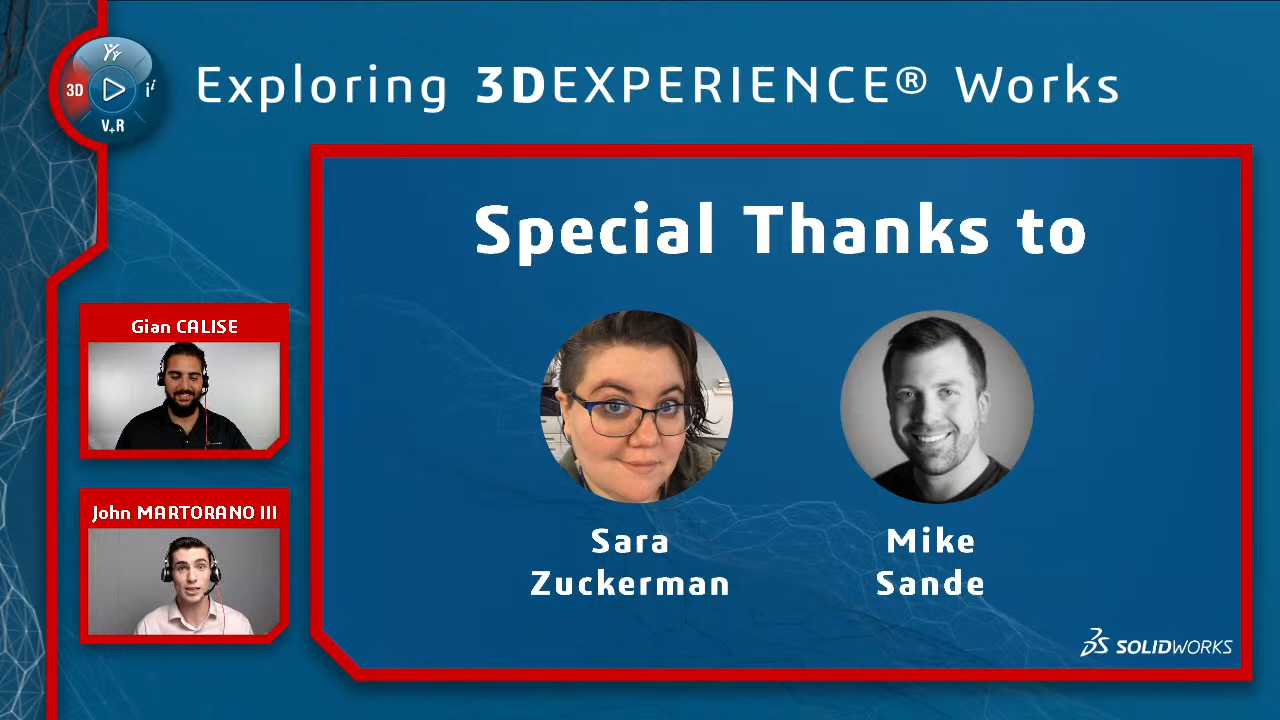 Exploring 3DEXPERIENCE® Works
3D
V+R
Special Thanks to
Gian CALISE
John MARTORANO III
Sara
Zuckerman
Mike
Sande
SOLIDWORKS